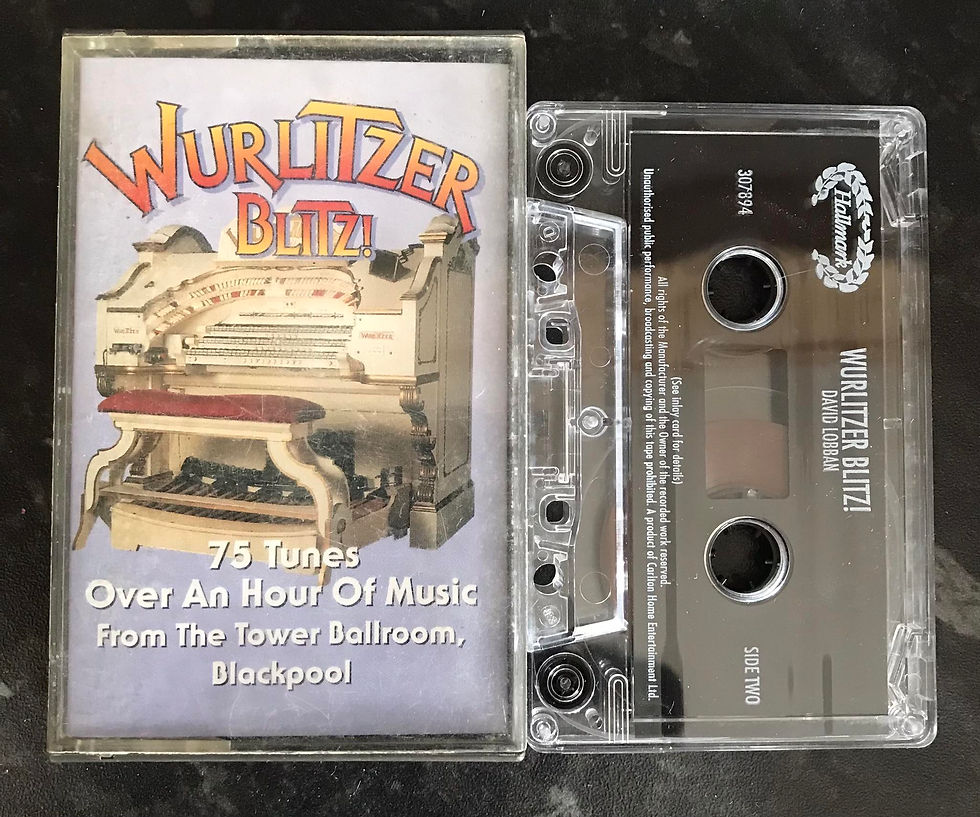 WURLITZER
BLITZ!
WURLITZER
WURLITZER
75 Tunes
Over An Hour Of Music
From The Tower Ballroom,
Blackpool
Hallmark
307894
WURLITZER BLITZ!
DAVID LOBBAN
SIDE TWO
(See inlay card for details)
All rights of the Manufacturer and the Owner of the recorded work reserved.
Unauthorised public performance, broadcasting and copying of this tape prohibited. A product of Carlton Home Entertainment Ltd.